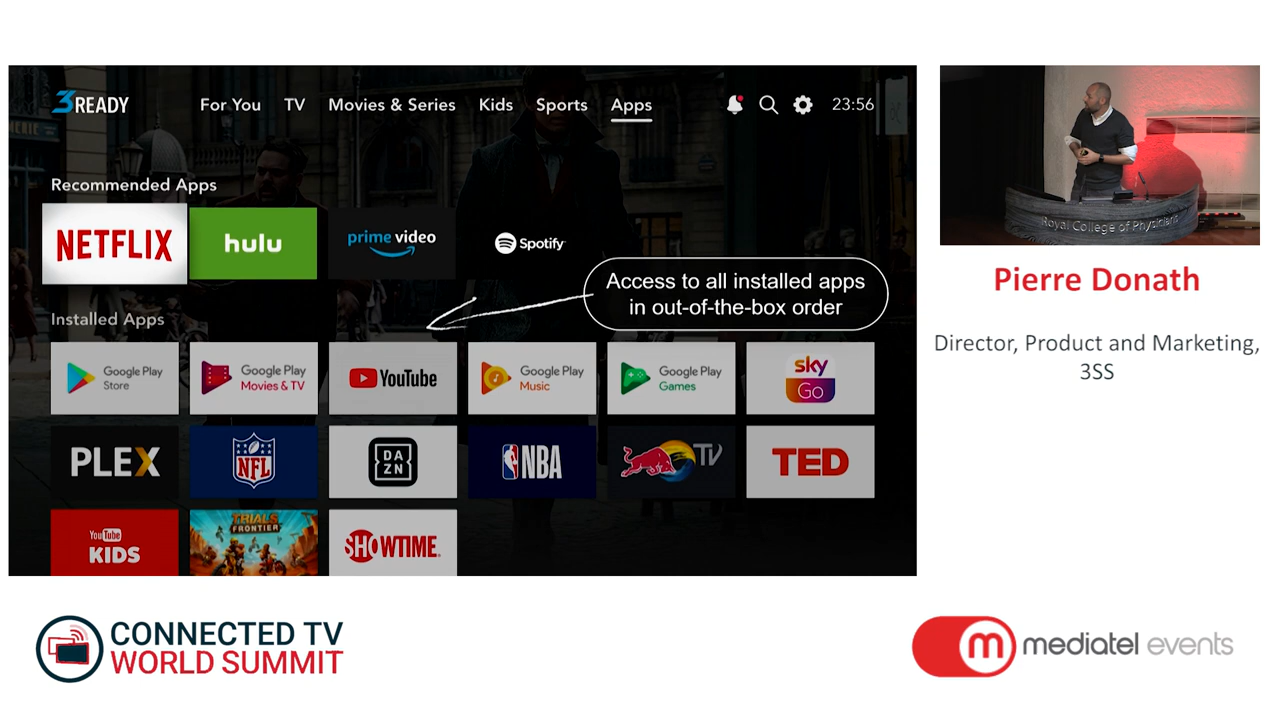 3READY
For You TV Movies & Series Kids Sports Apps 23:56
Recommended Apps
NETFLIX hulu prime video Spotify
Access to all installed apps
in out-of-the-box order
Installed Apps
Google Play Store
Google Play Movies & TV
YouTube
Google Play Music
Google Play Games
sky Go
PLEX NFL DAZN NBA TV TED
YouTube KIDS
TRIALS FRONTIER
SHOWTIME
Royal College of Physicians
Pierre Donath
Director, Product and Marketing,
3SS
CONNECTED TV
WORLD SUMMIT
m mediatel events